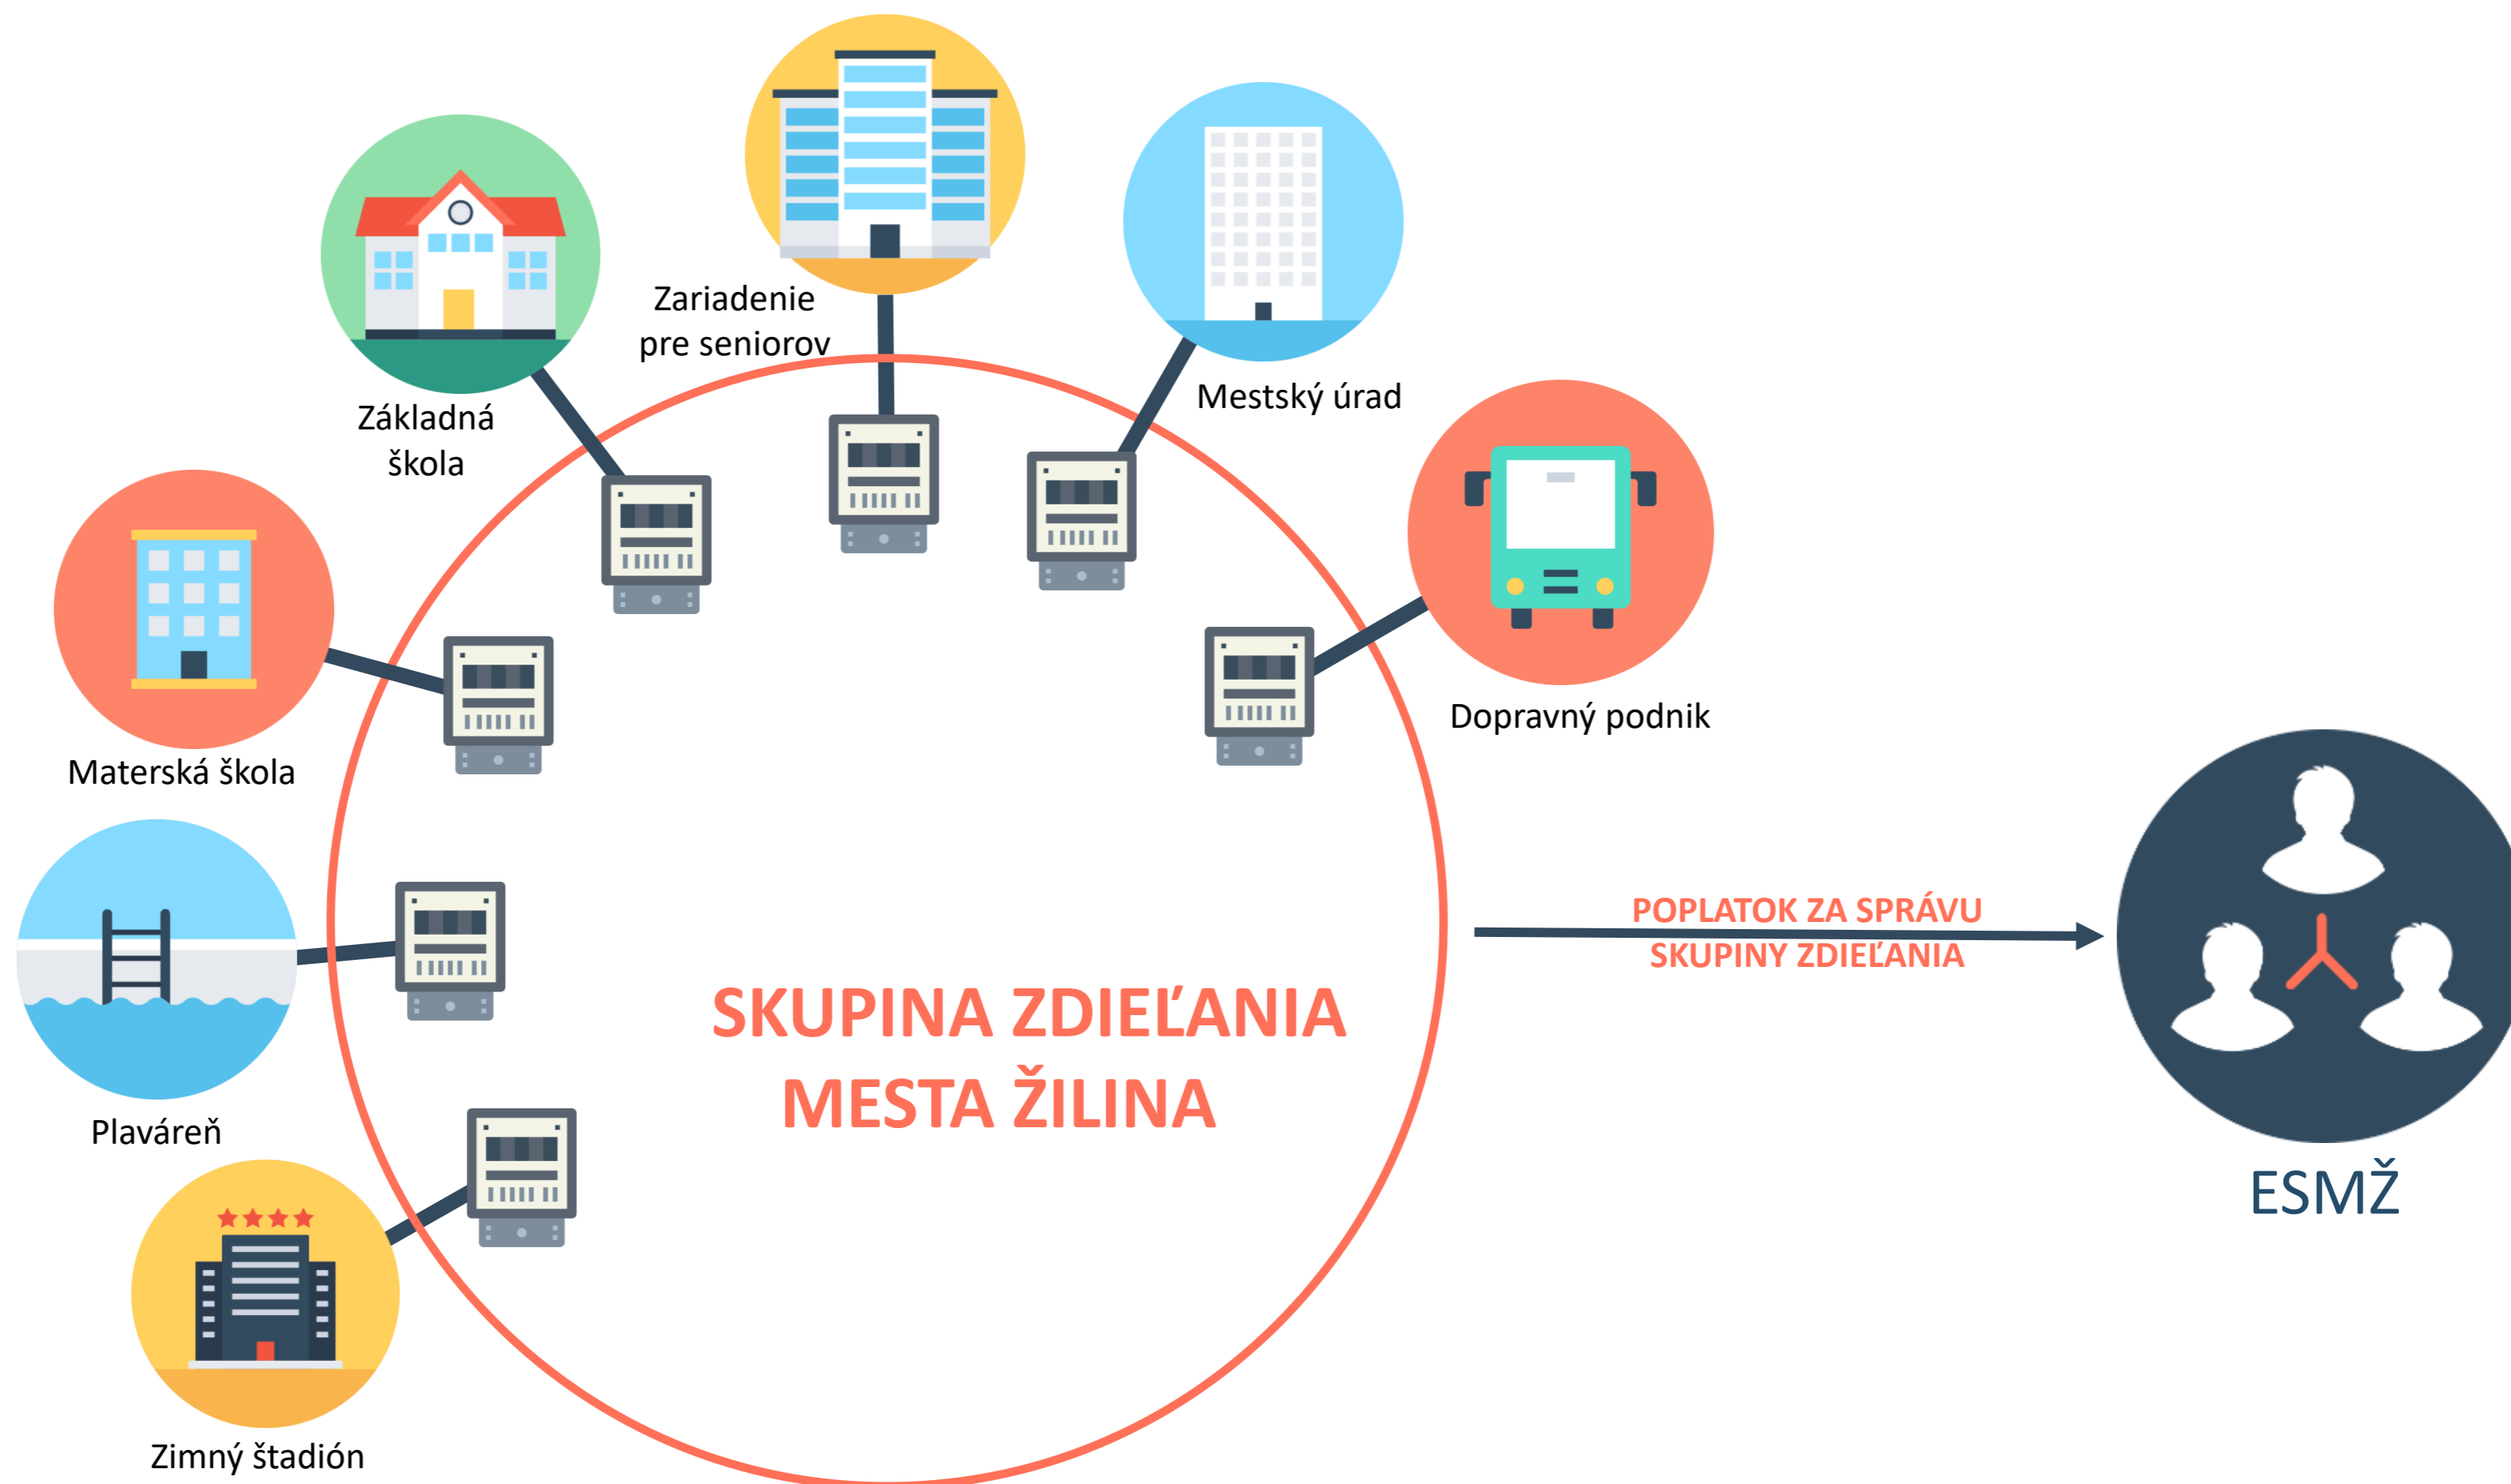 Zariadenie
pre seniorov
Mestský úrad
Základná
škola
Dopravný podnik
Materská škola
POPLATOK ZA SPRÁVU
SKUPINY ZDIEĽANIA
SKUPINA ZDIEĽANIA
MESTA ŽILINA
Plaváreň
ESMŽ
Zimný štadión